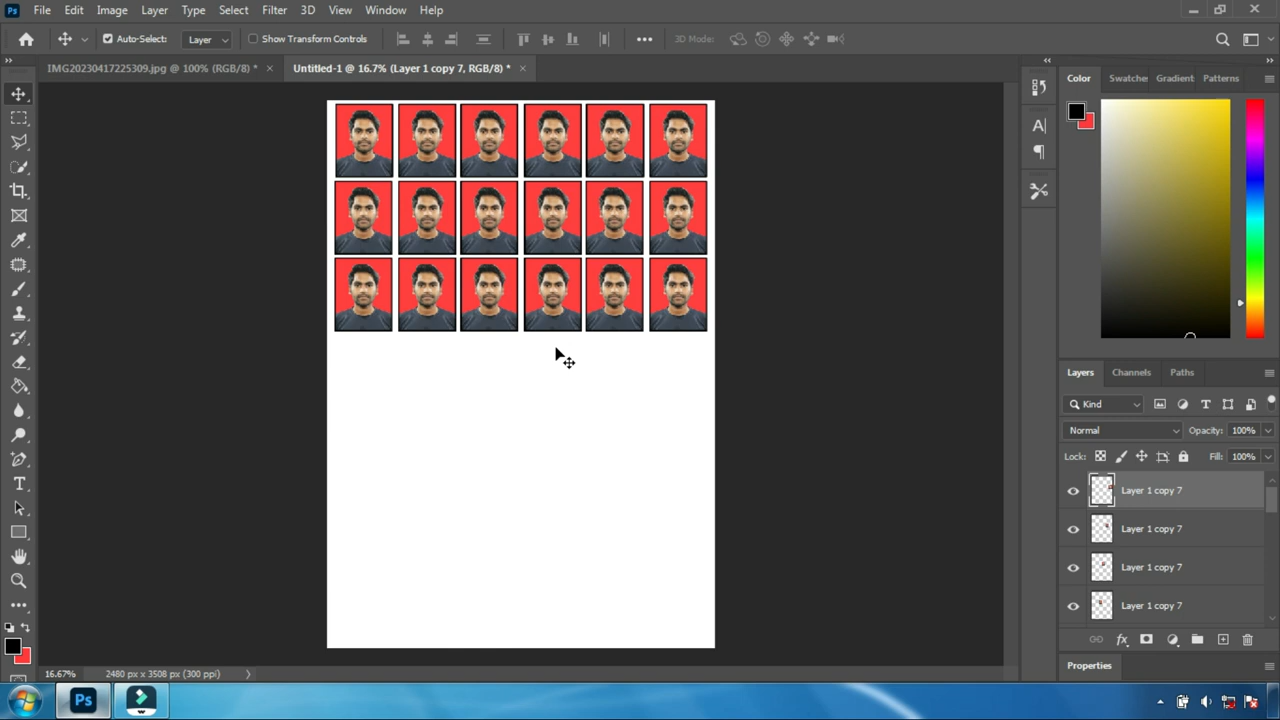 Ps File Edit Image Layer Type Select Filter 3D View Window Help
Auto-Select: Layer Show Transform Controls ••• 3D Mode:
IMG20230417225309.jpg @ 100% (RGB/8) * × Untitled-1 @ 16.7% (Layer 1 copy 7, RGB/8) * ×
Color Swatche Gradient Patterns
Layers Channels Paths
Kind
Normal Opacity: 100%
Lock: Fill: 100%
Layer 1 copy 7
Layer 1 copy 7
Layer 1 copy 7
Layer 1 copy 7
Properties
16.67% 2480 px x 3508 px (300 ppi)
Ps